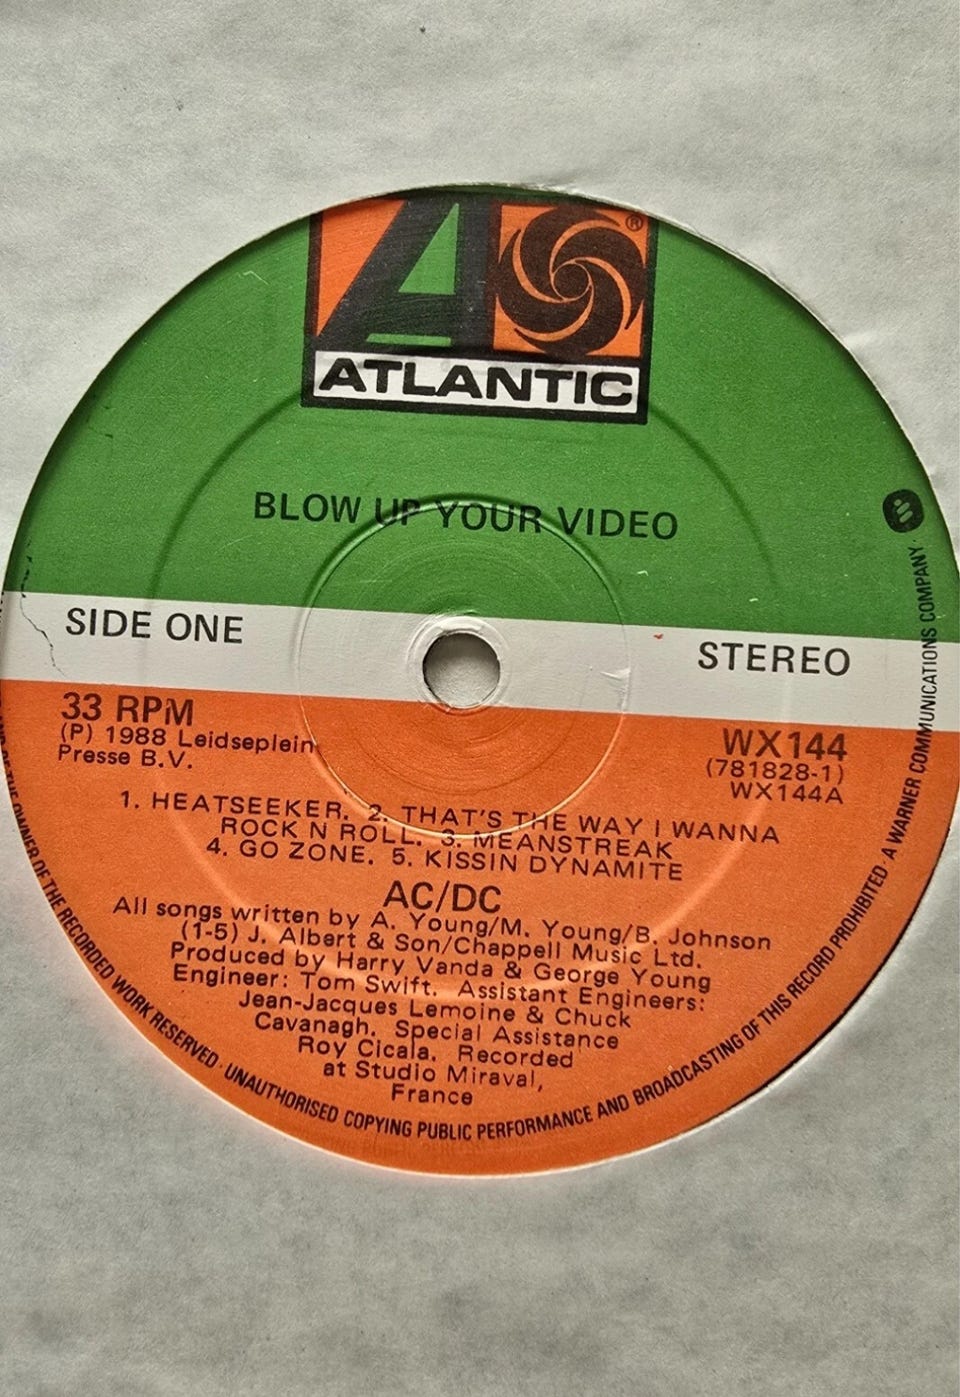 A
®
ATLANTIC
BLOW UP YOUR VIDEO
SIDE ONE
STEREO
33 RPM
(P) 1988 Leidseplein
Presse B.V.
WX144
(781828-1)
WX144A
1. HEATSEEKER. 2. THAT'S THE WAY I WANNA
ROCK N ROLL. 3. MEANSTREAK
4. GO ZONE. 5. KISSIN DYNAMITE
AC/DC
All songs written by A. Young/M. Young/B. Johnson
(1-5) J. Albert & Son/Chappell Music Ltd.
Produced by Harry Vanda & George Young
Engineer: Tom Swift. Assistant Engineers:
Jean-Jacques Lemoine & Chuck
Cavanagh. Special Assistance
Roy Cicala. Recorded
at Studio Miraval,
France
OF THE OWNER OF THE RECORDED WORK RESERVED · UNAUTHORISED COPYING PUBLIC PERFORMANCE AND BROADCASTING OF THIS RECORD PROHIBITED · A WARNER COMMUNICATIONS COMPANY ·